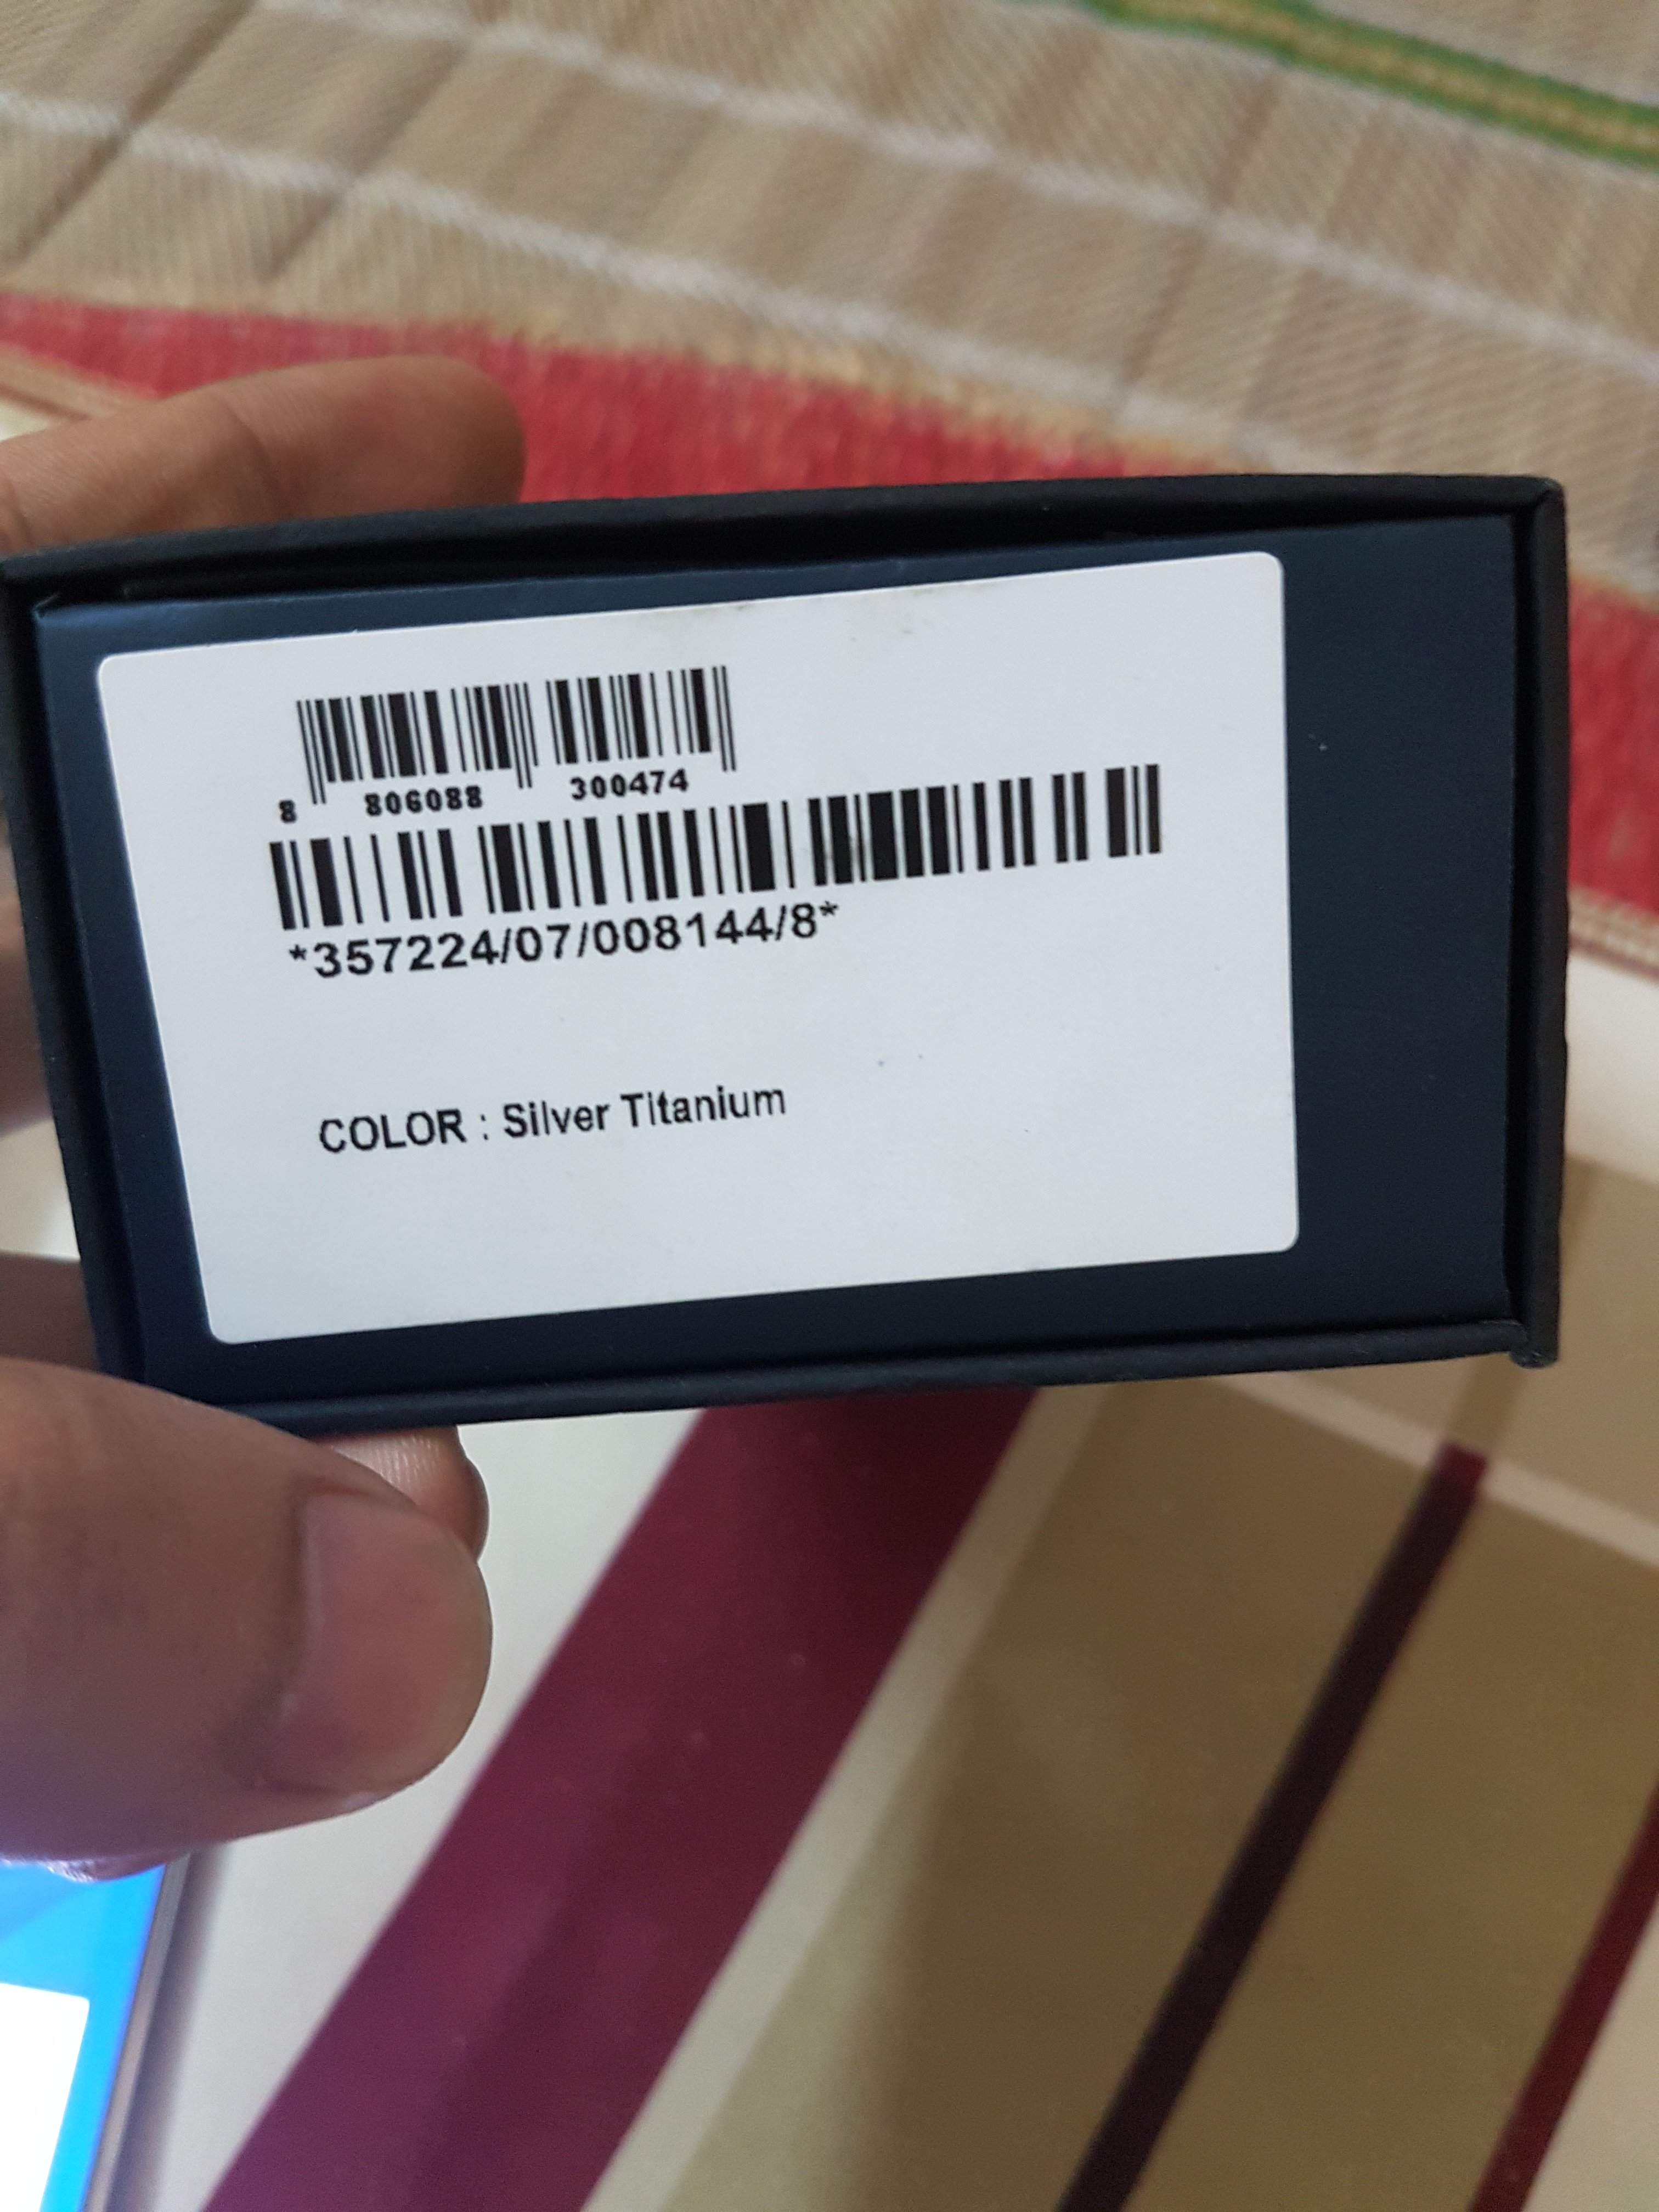 8 806088 300474
*357224/07/008144/8*
COLOR : Silver Titanium